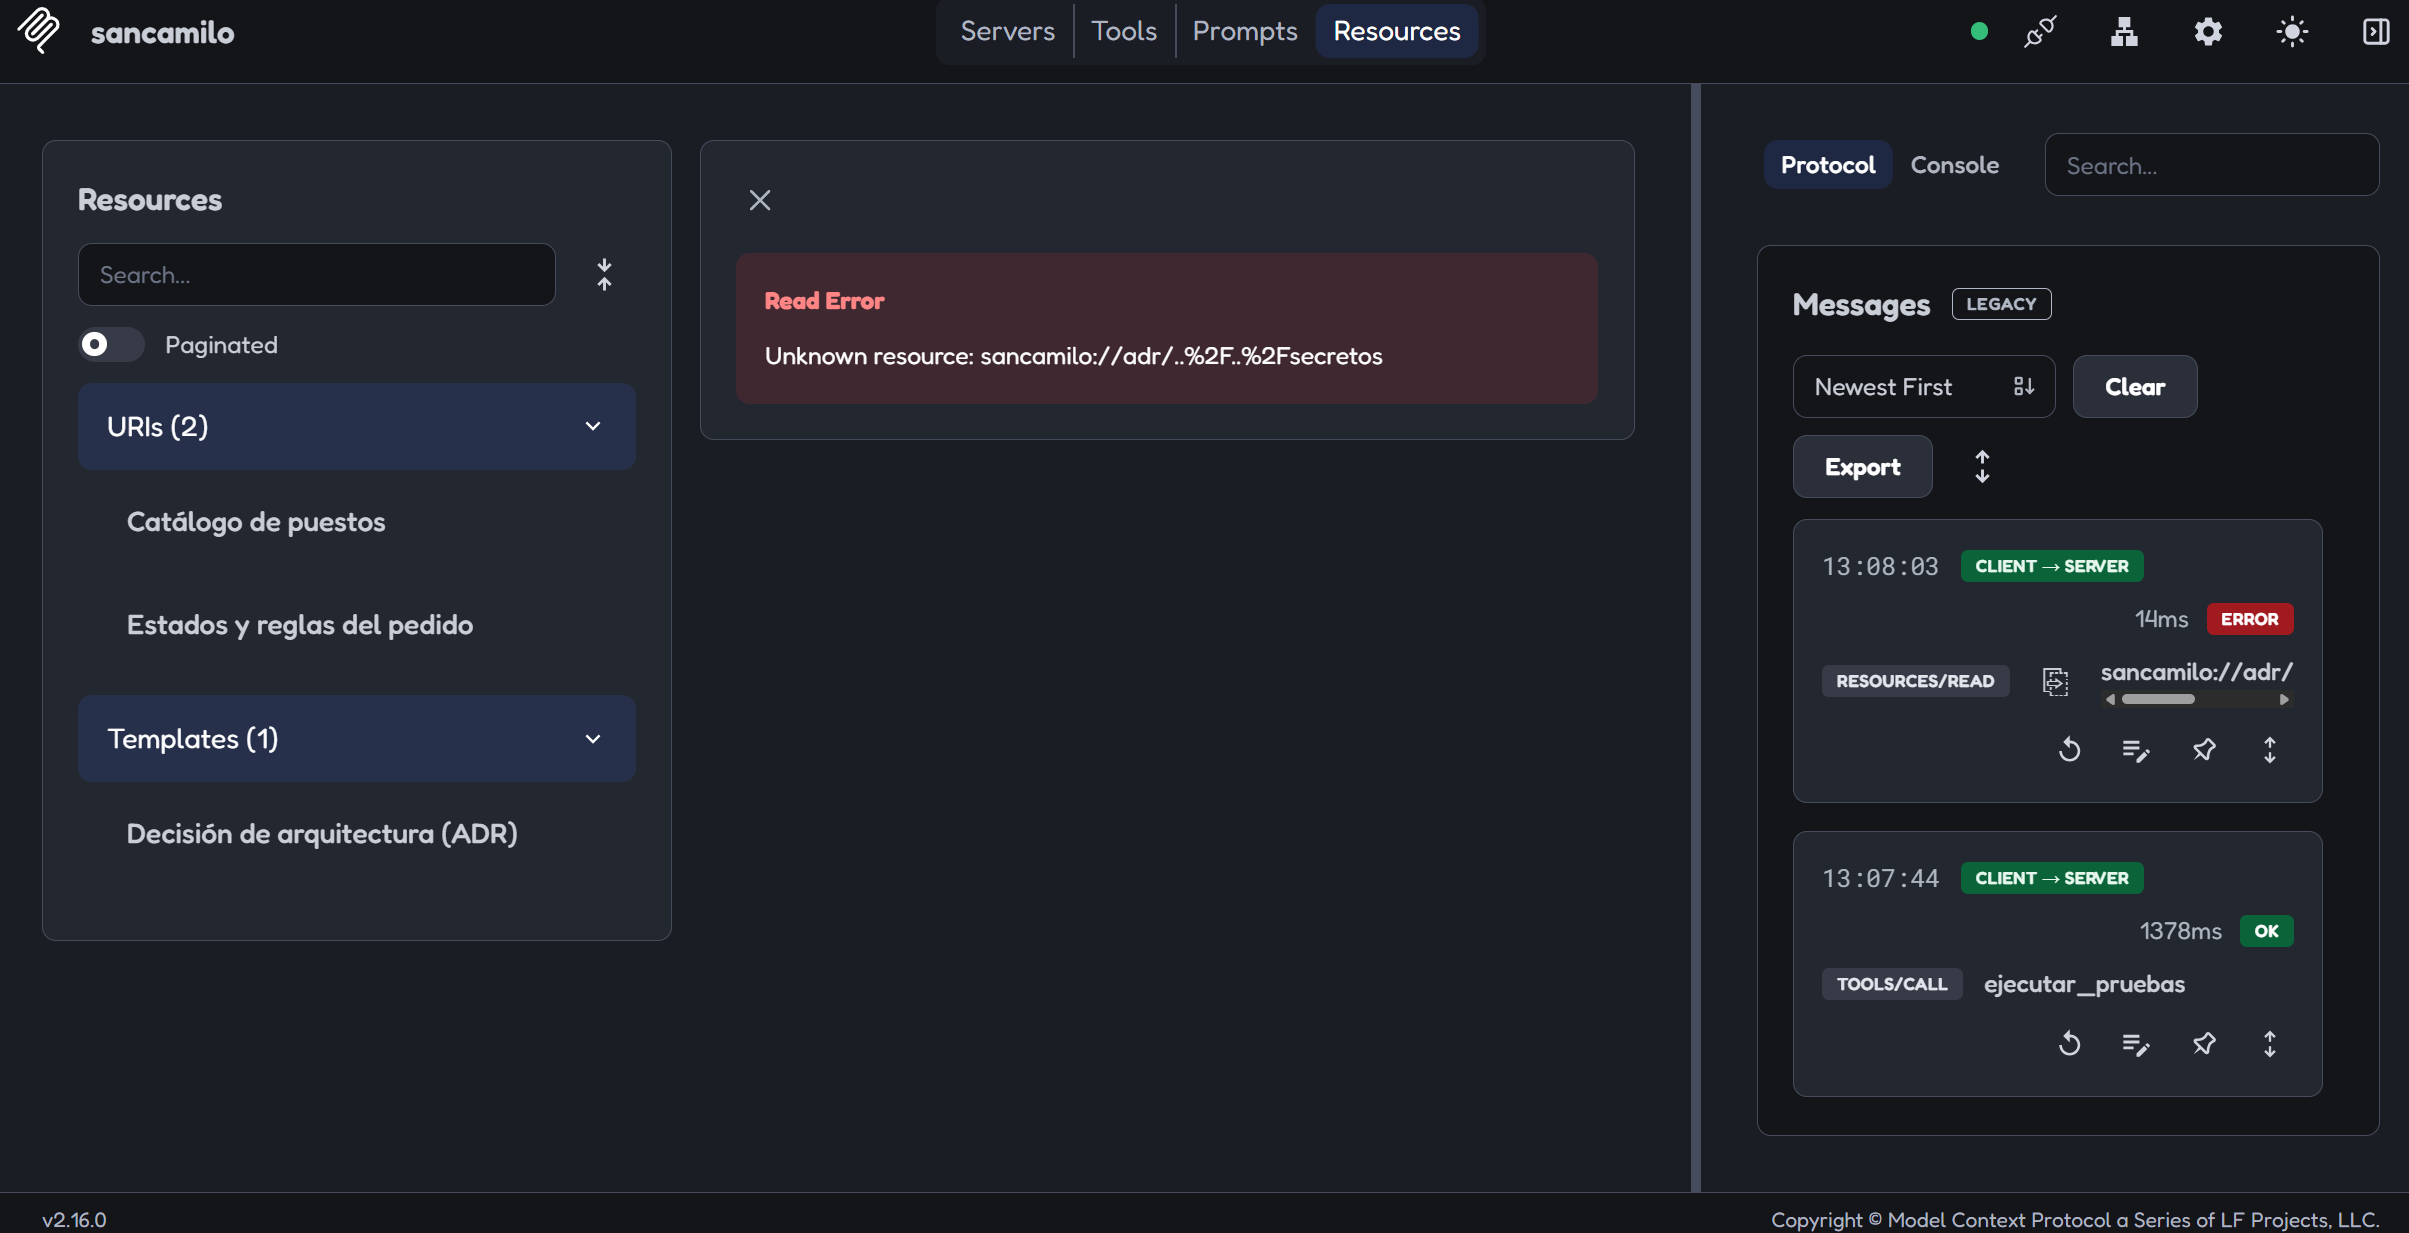 sancamilo
Servers
Tools
Prompts
Resources
Resources
Search...
Paginated
URIs (2)
Catálogo de puestos
Estados y reglas del pedido
Templates (1)
Decisión de arquitectura (ADR)
Read Error
Unknown resource: sancamilo://adr/..%2F..%2Fsecretos
Protocol
Console
Search...
Messages
LEGACY
Newest First
Clear
Export
13:08:03
CLIENT → SERVER
14ms
ERROR
RESOURCES/READ
sancamilo://adr/
13:07:44
CLIENT → SERVER
1378ms
OK
TOOLS/CALL
ejecutar_pruebas
v2.16.0
Copyright © Model Context Protocol a Series of LF Projects, LLC.